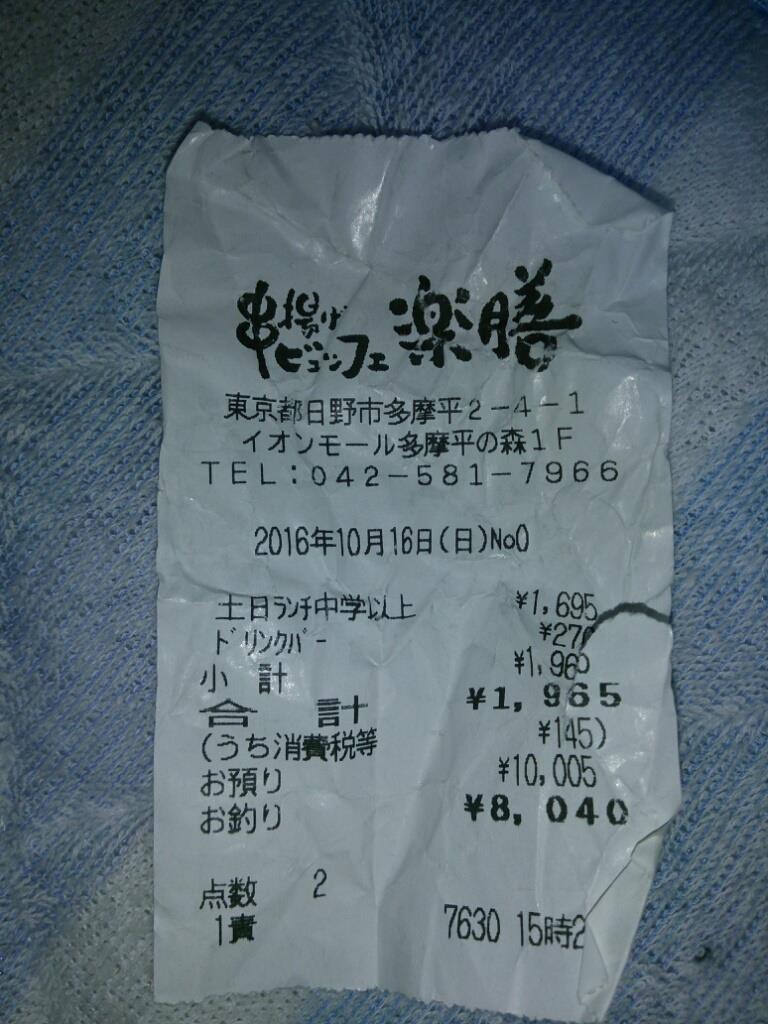 串揚げビュッフェ 楽膳
東京都日野市多摩平2-4-1
イオンモール多摩平の森1F
TEL:042-581-7966
2016年10月16日(日)No0
土日ランチ中学以上 ¥1,695
ドリンクバー ¥270
小計 ¥1,965
合計 ¥1,965
(うち消費税等 ¥145)
お預り ¥10,005
お釣り ¥8,040
点数 2
1責 7630 15時2